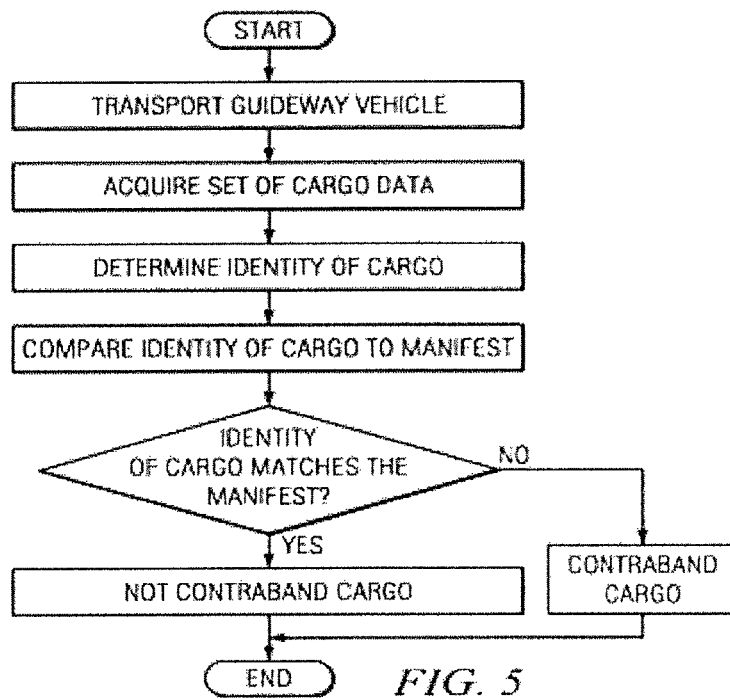 START
TRANSPORT GUIDEWAY VEHICLE
ACQUIRE SET OF CARGO DATA
DETERMINE IDENTITY OF CARGO
COMPARE IDENTITY OF CARGO TO MANIFEST
IDENTITY
OF CARGO MATCHES THE
MANIFEST?
NO
YES
NOT CONTRABAND CARGO
CONTRABAND
CARGO
END
FIG. 5